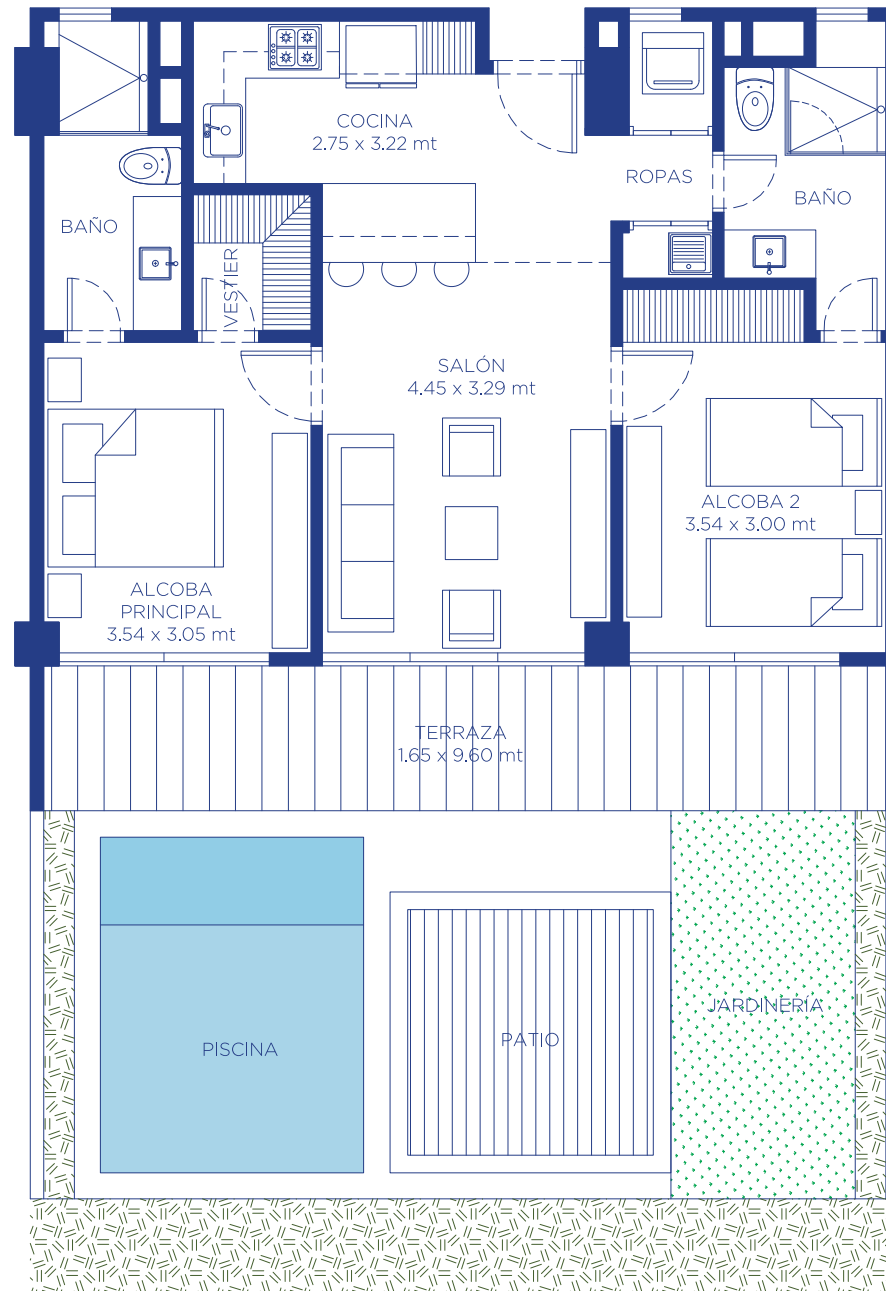 COCINA
2.75 x 3.22 mt
ROPAS
BAÑO
BAÑO
VESTIER
SALÓN
4.45 x 3.29 mt
ALCOBA 2
3.54 x 3.00 mt
ALCOBA
PRINCIPAL
3.54 x 3.05 mt
TERRAZA
1.65 x 9.60 mt
JARDINERÍA
PATIO
PISCINA